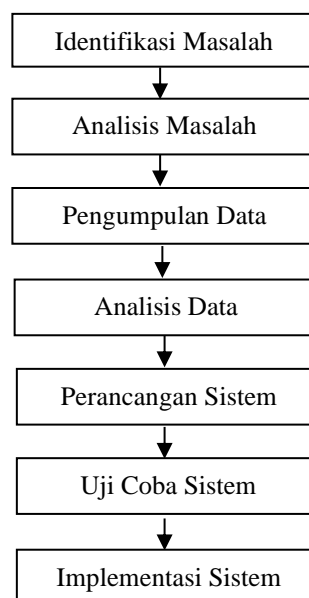 Identifikasi Masalah
Analisis Masalah
Pengumpulan Data
Analisis Data
Perancangan Sistem
Uji Coba Sistem
Implementasi Sistem